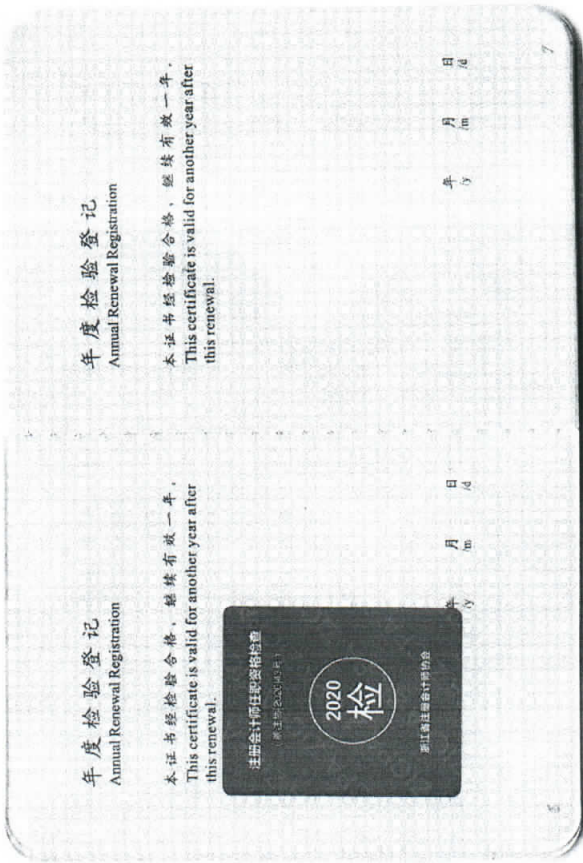 年度检验登记
Annual Renewal Registration
本证书经检验合格，继续有效一年。
This certificate is valid for another year after
this renewal.
注册会计师任职资格检查
2020
检
浙江省注册会计师协会
年 月 日
/y /m /d
年度检验登记
Annual Renewal Registration
本证书经检验合格，继续有效一年。
This certificate is valid for another year after
this renewal.
年 月 日
/y /m /d
7